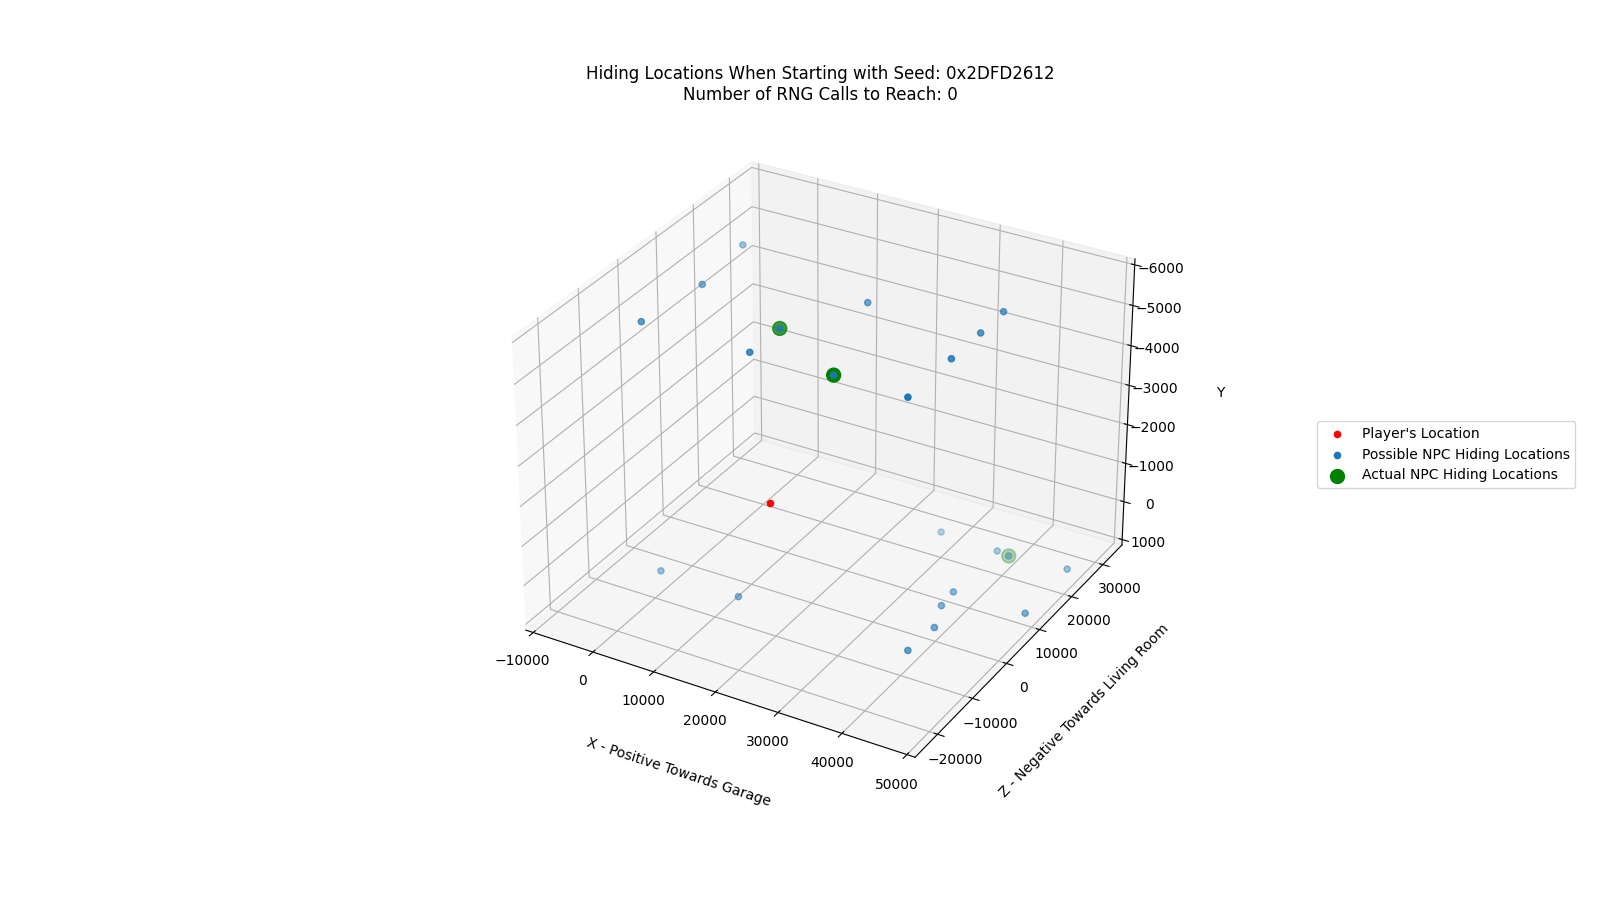 Hiding Locations When Starting with Seed: 0x2DFD2612
Number of RNG Calls to Reach: 0
−6000
−5000
−4000
−3000
−2000
−1000
0
1000
Y
Player's Location
Possible NPC Hiding Locations
Actual NPC Hiding Locations
30000
20000
10000
0
−10000
−20000
Z - Negative Towards Living Room
−10000
0
10000
20000
30000
40000
50000
X - Positive Towards Garage